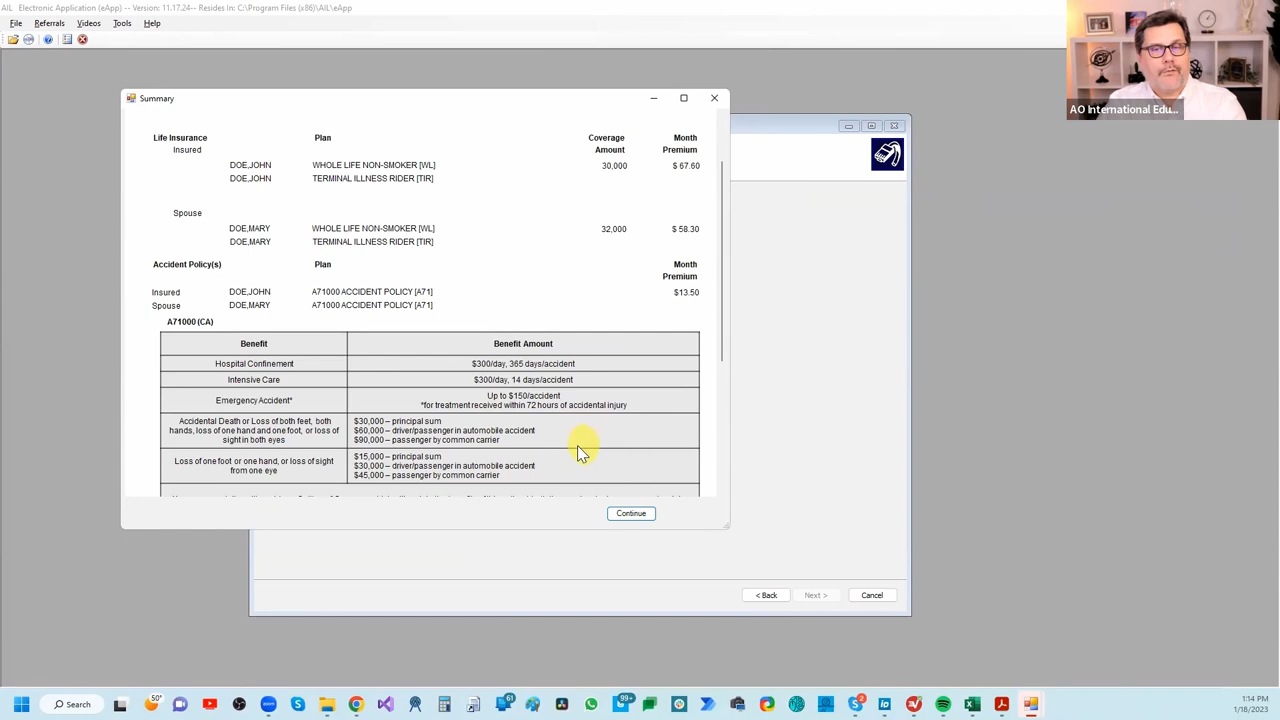 AIL Electronic Application (eApp) -- Version: 11.17.24-- Resides In: C:\Program Files (x86)\AIL\eApp
File Referrals Videos Tools Help
Summary
Life Insurance Plan Coverage Amount Month Premium
Insured
DOE,JOHN WHOLE LIFE NON-SMOKER [WL] 30,000 $ 67.60
DOE,JOHN TERMINAL ILLNESS RIDER [TIR]
Spouse
DOE,MARY WHOLE LIFE NON-SMOKER [WL] 32,000 $ 58.30
DOE,MARY TERMINAL ILLNESS RIDER [TIR]
Accident Policy(s) Plan Month Premium
Insured DOE,JOHN A71000 ACCIDENT POLICY [A71] $13.50
Spouse DOE,MARY A71000 ACCIDENT POLICY [A71]
A71000 (CA)
Benefit Benefit Amount
Hospital Confinement $300/day, 365 days/accident
Intensive Care $300/day, 14 days/accident
Emergency Accident* Up to $150/accident
*for treatment received within 72 hours of accidental injury
Accidental Death or Loss of both feet, both
hands, loss of one hand and one foot, or loss of
sight in both eyes
$30,000 – principal sum
$60,000 – driver/passenger in automobile accident
$90,000 – passenger by common carrier
Loss of one foot or one hand, or loss of sight
from one eye
$15,000 – principal sum
$30,000 – driver/passenger in automobile accident
$45,000 – passenger by common carrier
Continue
< Back Next > Cancel
AO International Edu...
50°
Search
61
99+
2
1:14 PM
1/18/2023